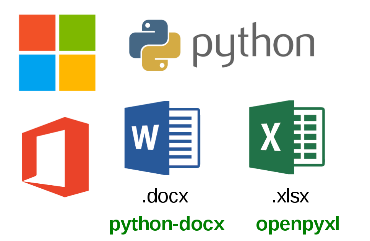 python
W
X
.docx
.xlsx
python-docx
openpyxl